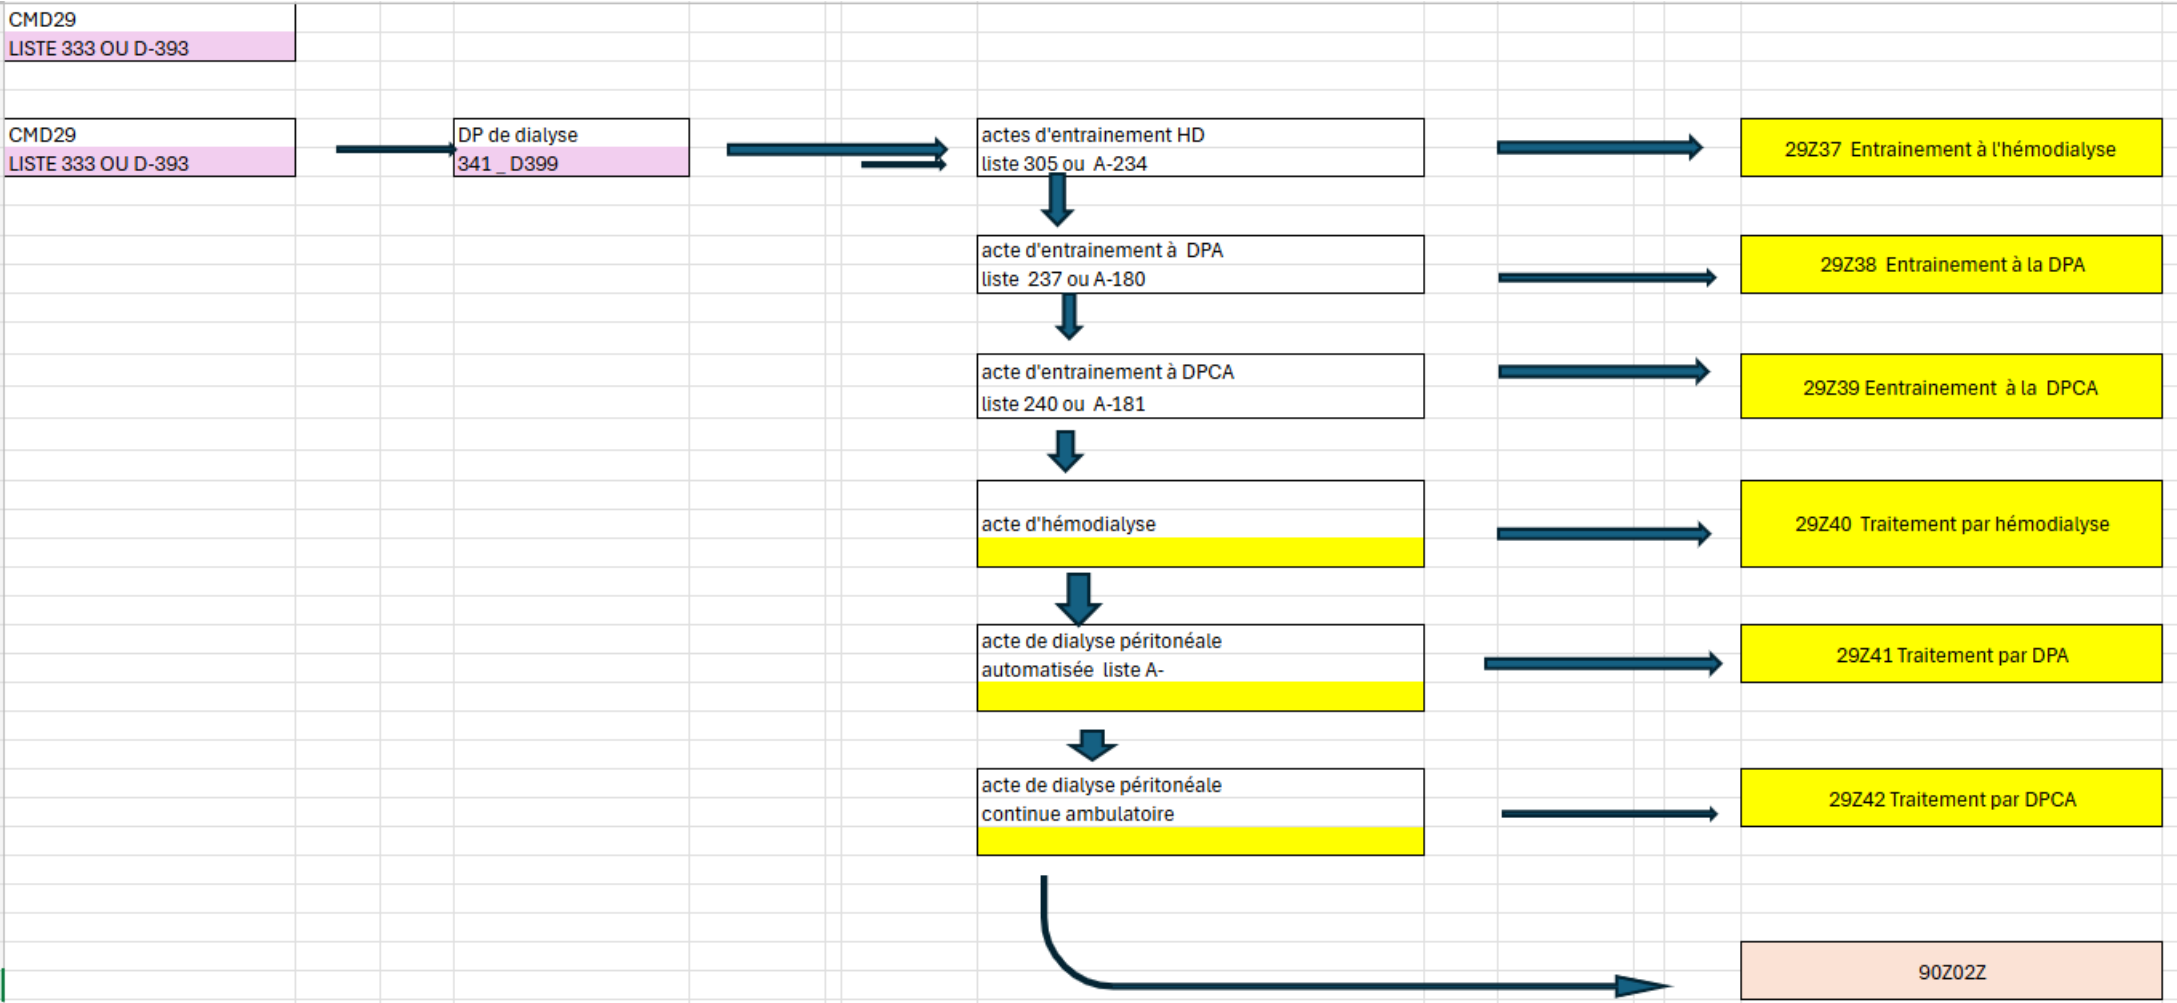 CMD29
LISTE 333 OU D-393
CMD29
LISTE 333 OU D-393
DP de dialyse
341 _ D399
actes d'entrainement HD
liste 305 ou  A-234
29Z37  Entrainement à l'hémodialyse
acte d'entrainement à  DPA
liste  237 ou A-180
29Z38  Entrainement à la DPA
acte d'entrainement à DPCA
liste 240 ou  A-181
29Z39 Eentrainement  à la  DPCA
acte d'hémodialyse
29Z40  Traitement par hémodialyse
acte de dialyse péritonéale
automatisée  liste A-
29Z41 Traitement par DPA
acte de dialyse péritonéale
continue ambulatoire
29Z42 Traitement par DPCA
90Z02Z